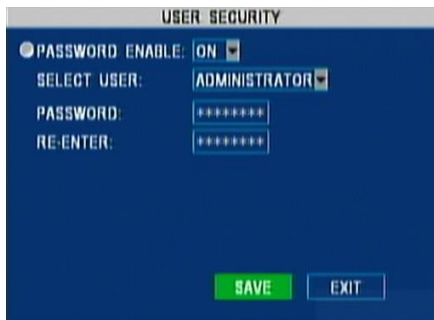 USER SECURITY
PASSWORD ENABLE: ON
SELECT USER: ADMINISTRATOR
PASSWORD: ********
RE-ENTER: ********
SAVE EXIT